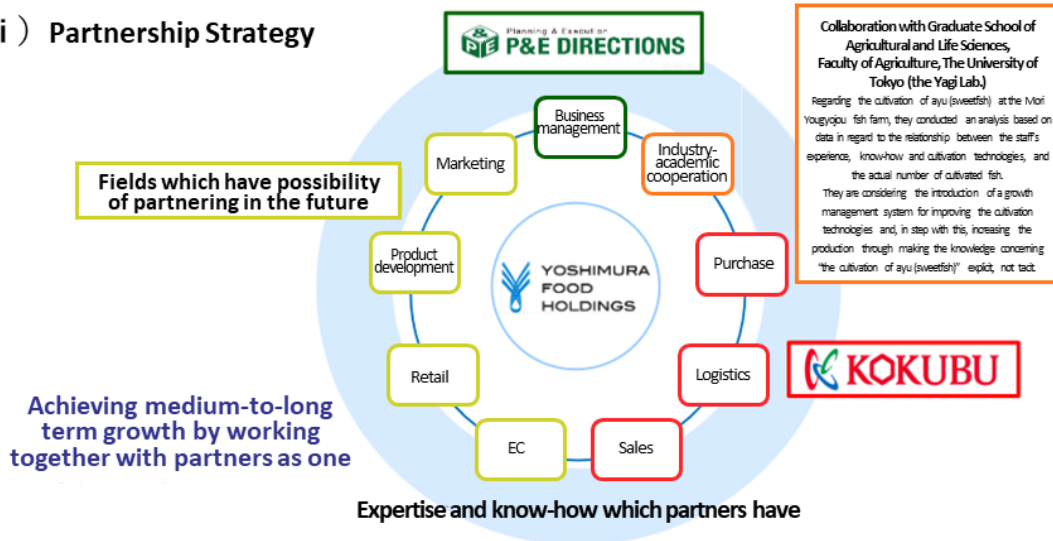 i ） Partnership Strategy
Planning & Execution
P&E DIRECTIONS
Collaboration with Graduate School of
Agricultural and Life Sciences,
Faculty of Agriculture, The University of
Tokyo (the Yagi Lab.)
Regarding the cultivation of ayu (sweetfish) at the Mori
Yougyojou fish farm, they conducted an analysis based on
data in regard to the relationship between the staff's
experience, know-how and cultivation technologies, and
the actual number of cultivated fish.
They are considering the introduction of a growth
management system for improving the cultivation
technologies and, in step with this, increasing the
production through making the knowledge concerning
"the cultivation of ayu (sweetfish)" explicit, not tacit.
Business
management
Marketing
Industry-
academic
cooperation
Fields which have possibility
of partnering in the future
Product
development
YOSHIMURA
FOOD
HOLDINGS
Purchase
Retail
Logistics
KOKUBU
Achieving medium-to-long
term growth by working
together with partners as one
EC
Sales
Expertise and know-how which partners have